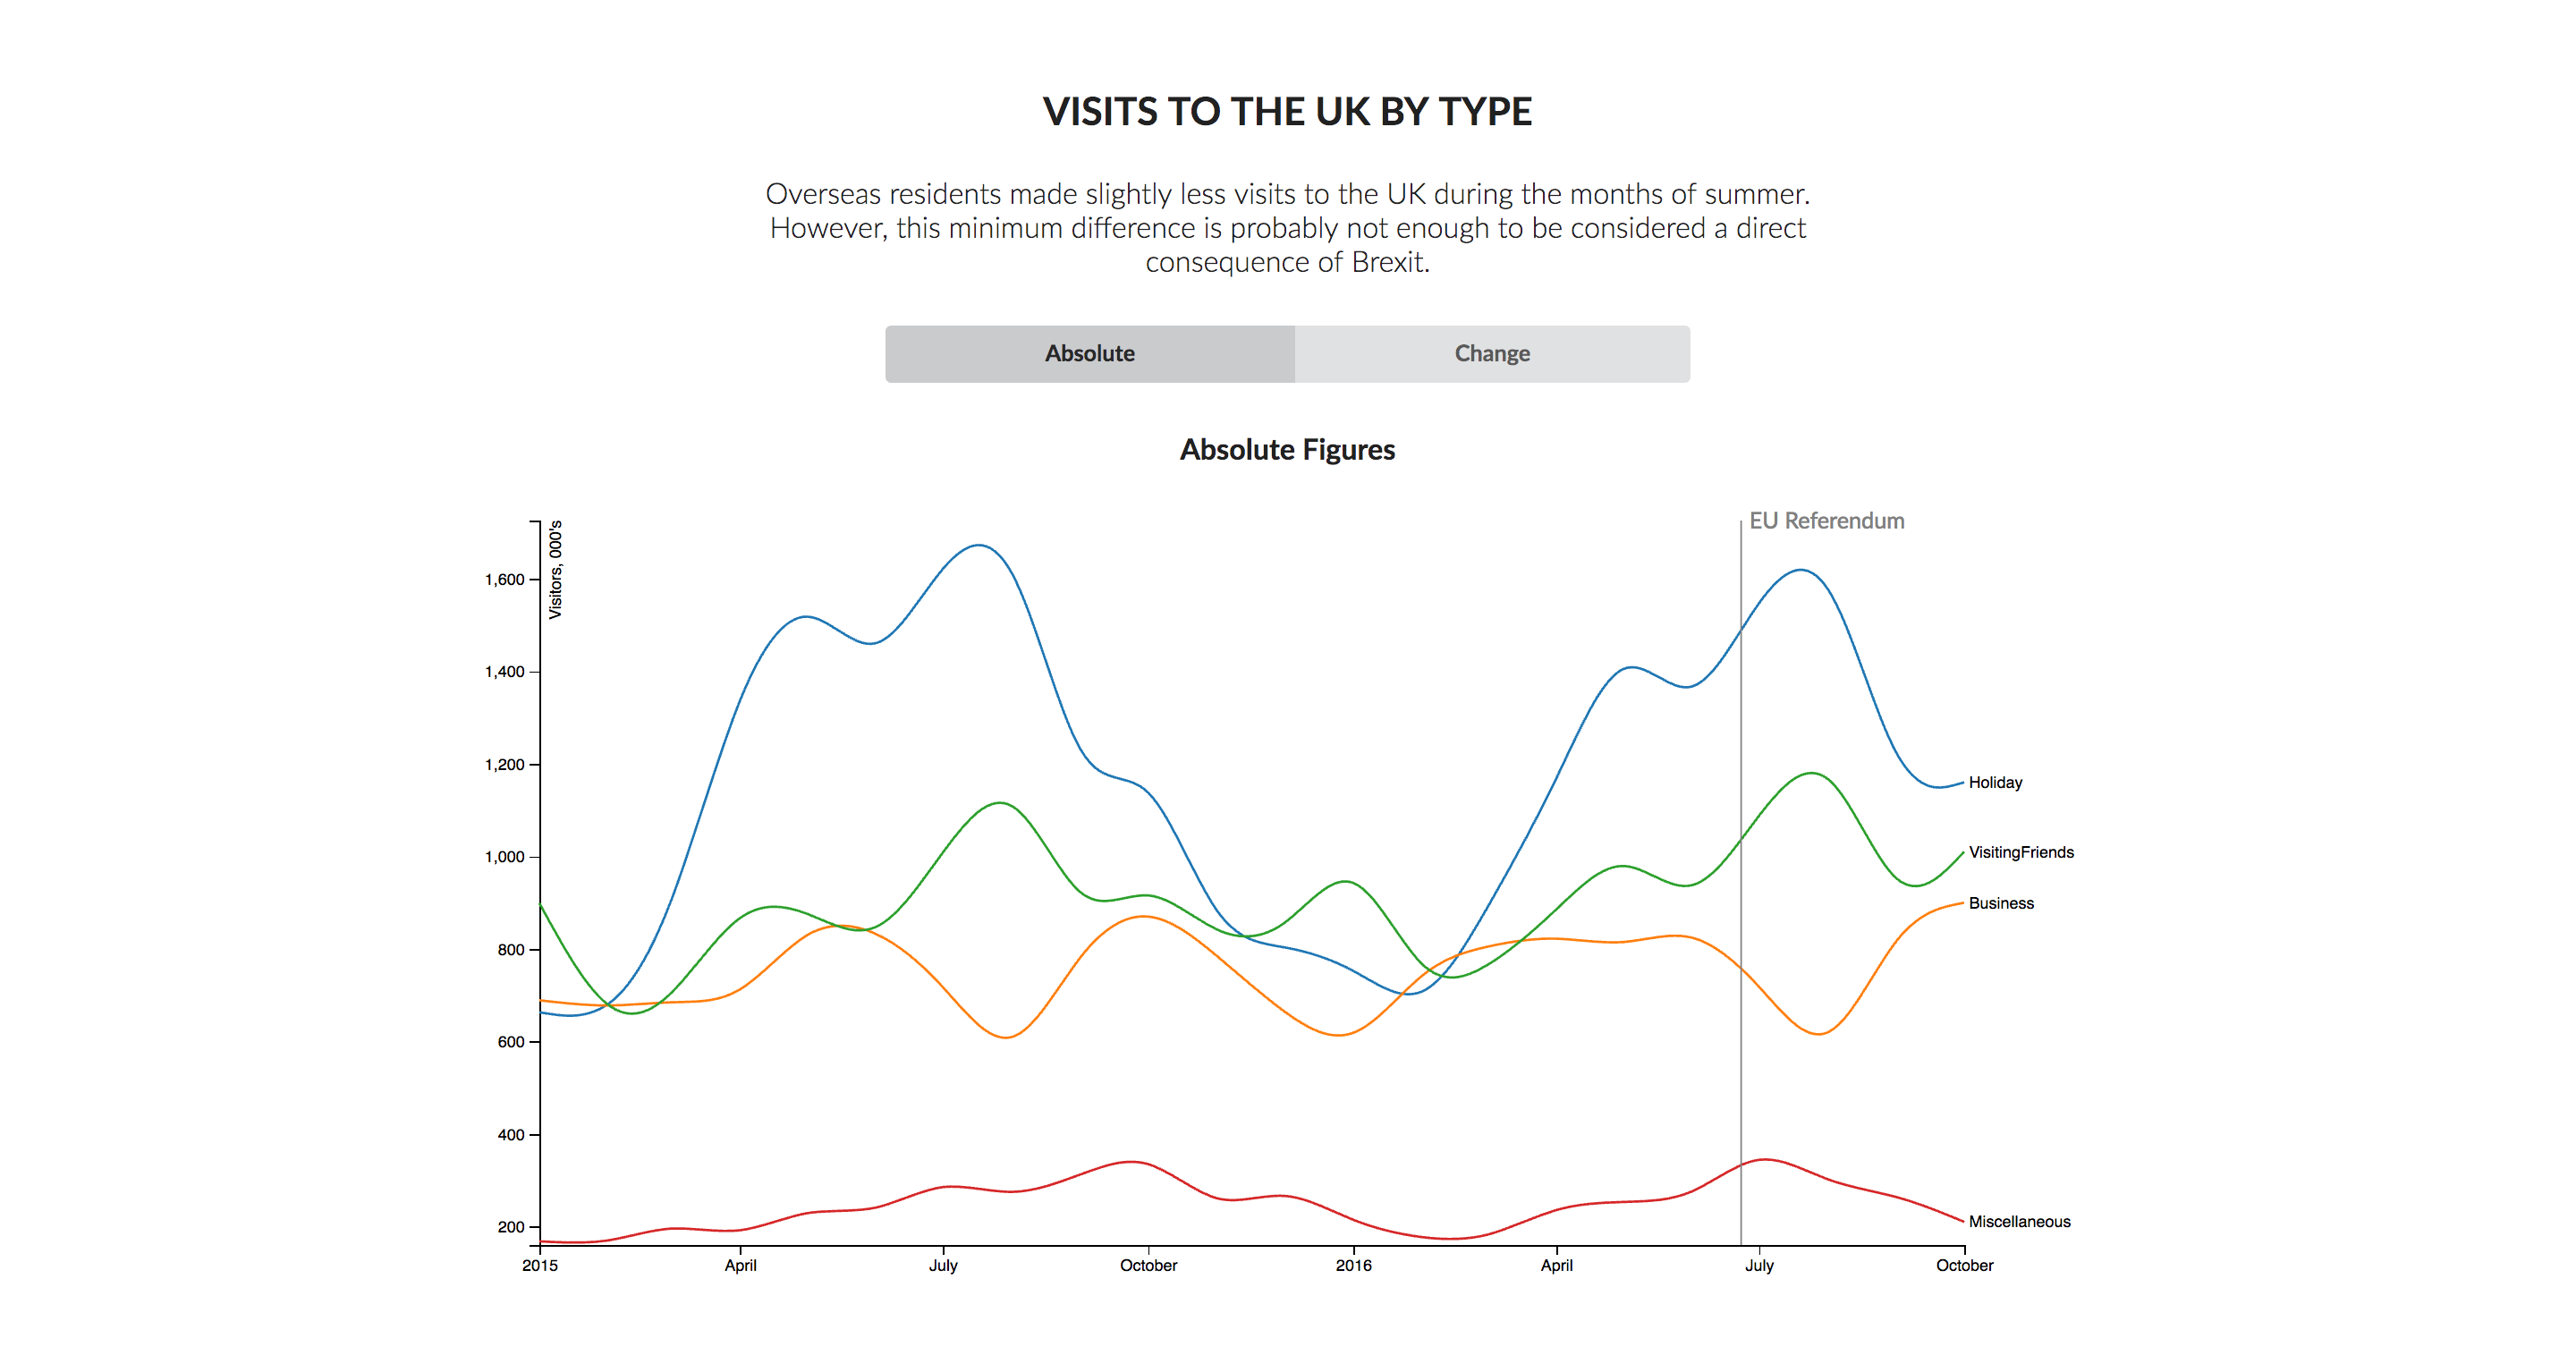 VISITS TO THE UK BY TYPE
Overseas residents made slightly less visits to the UK during the months of summer.
However, this minimum difference is probably not enough to be considered a direct
consequence of Brexit.
Absolute
Change
Absolute Figures
Visitors, 000's
EU Referendum
1,600
1,400
1,200
1,000
800
600
400
200
Holiday
VisitingFriends
Business
Miscellaneous
2015
April
July
October
2016
April
July
October